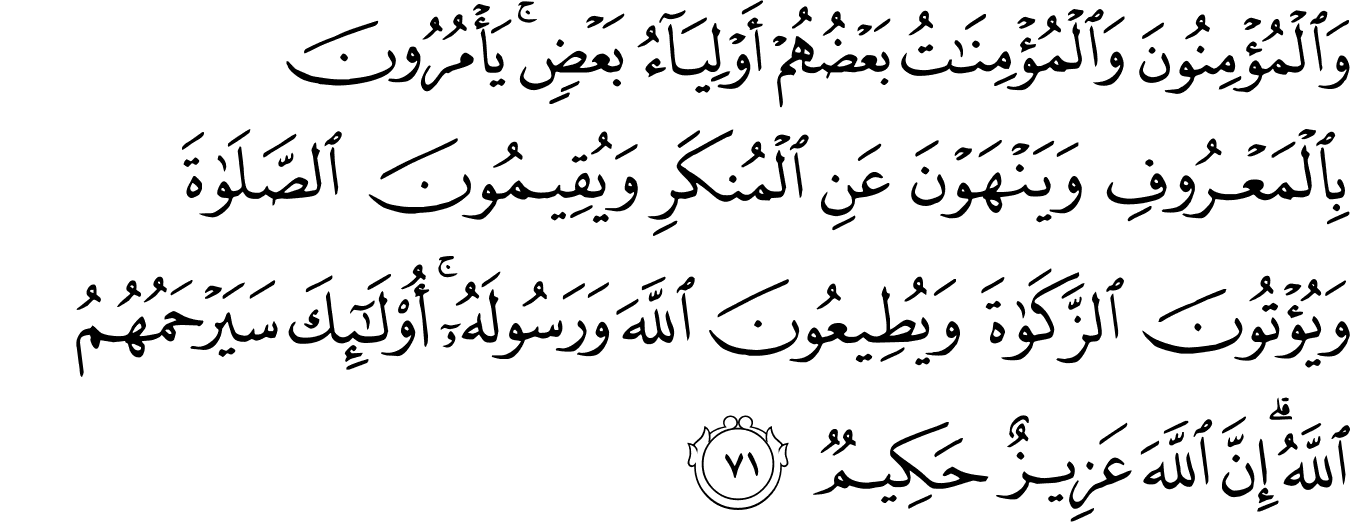 وَٱلْمُؤْمِنُونَ وَٱلْمُؤْمِنَـٰتُ بَعْضُهُمْ أَوْلِيَآءُ بَعْضٍ ۚ يَأْمُرُونَ
بِٱلْمَعْرُوفِ وَيَنْهَوْنَ عَنِ ٱلْمُنكَرِ وَيُقِيمُونَ ٱلصَّلَوٰةَ
وَيُؤْتُونَ ٱلزَّكَوٰةَ وَيُطِيعُونَ ٱللَّهَ وَرَسُولَهُۥٓ ۚ أُو۟لَـٰٓئِكَ سَيَرْحَمُهُمُ
ٱللَّهُ ۗ إِنَّ ٱللَّهَ عَزِيزٌ حَكِيمٌ ٧١